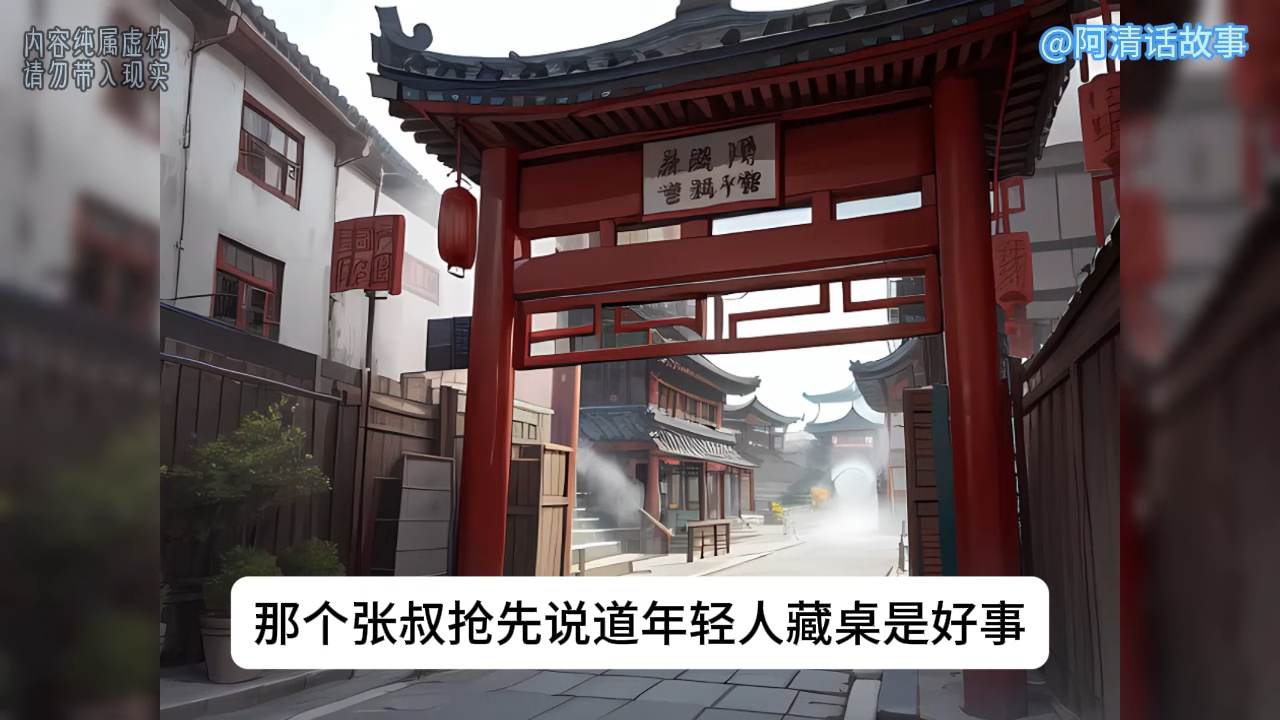 内容纯属虚构
请勿带入现实
@阿清话故事
那个张叔抢先说道年轻人藏桌是好事